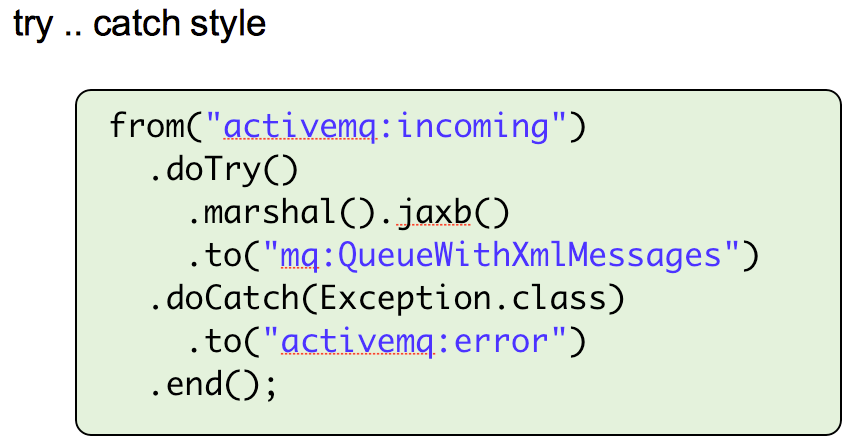 try .. catch style
from("activemq:incoming")
.doTry()
.marshal().jaxb()
.to("mq:QueueWithXmlMessages")
.doCatch(Exception.class)
.to("activemq:error")
.end();